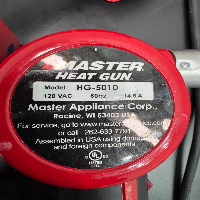 MASTER
HEAT GUN®
Model HG-501D
120 VAC 60Hz 14.5 A
Master Appliance Corp.,
Racine, WI 53403 USA
For service, go to www.masterappliance.com
or call 262-633-7791
Assembled in USA using domestic
and foreign components
UL
LISTED